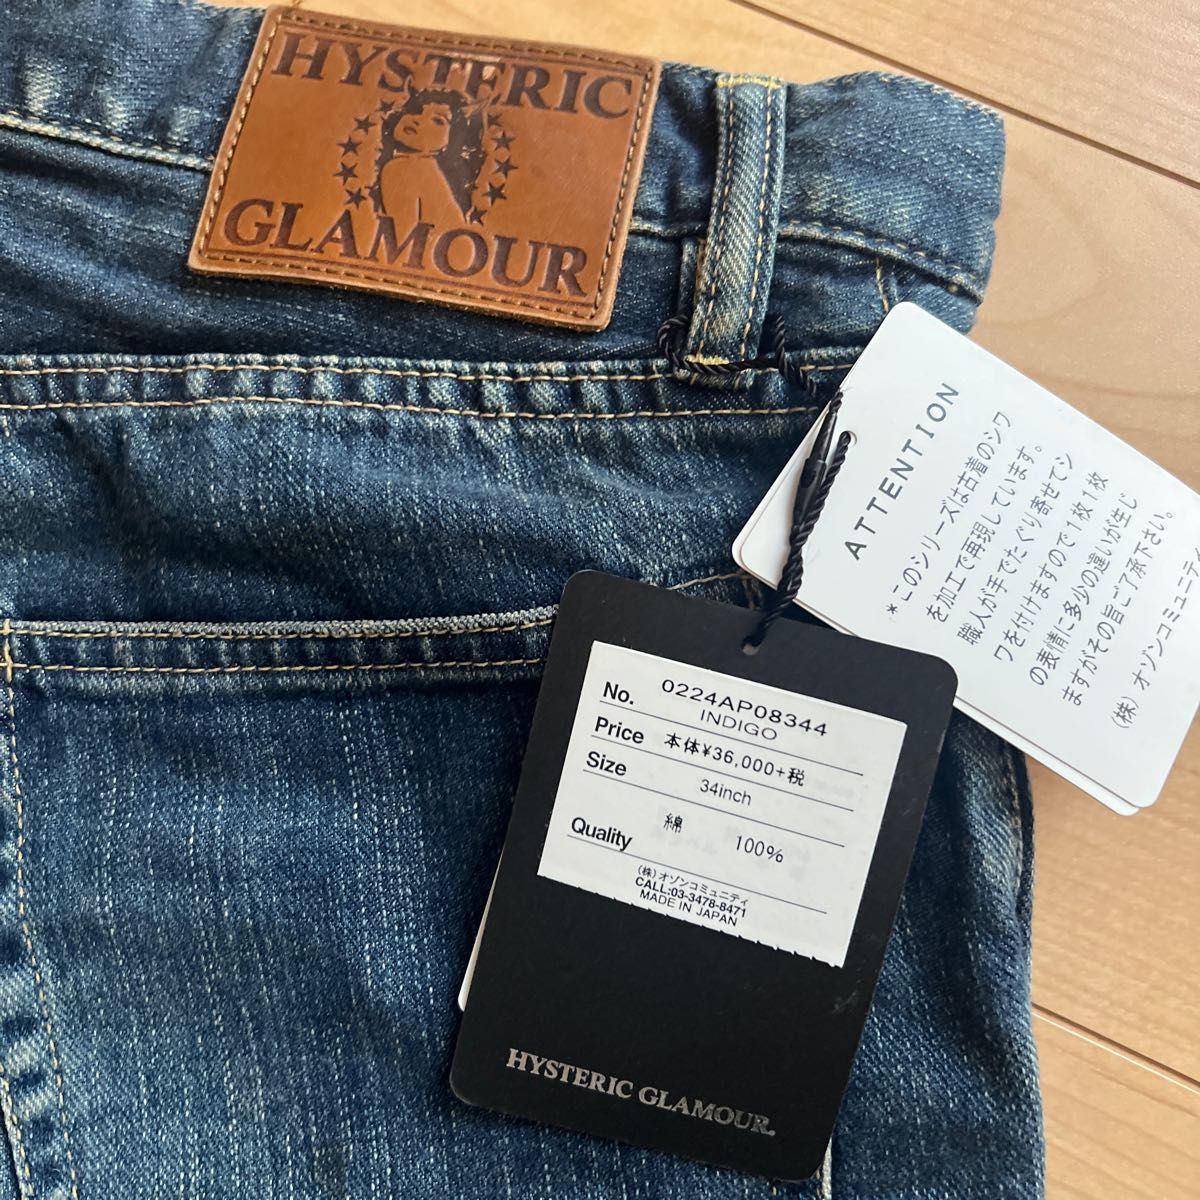 HYSTERIC
GLAMOUR
ATTENTION
*このシリーズは古着のシワ
を加工で再現しています。
職人が手でたぐり寄せてシ
ワを付けますので1枚1枚
の表情に多少の違いが生じ
ますがその旨ご了承下さい。
(株) オゾンコミュニティ
No. 0224AP08344
INDIGO
Price 本体¥36,000+税
Size 34inch
Quality 綿 100%
(株)オゾンコミュニティ
CALL:03-3478-8471
MADE IN JAPAN
HYSTERIC GLAMOUR.